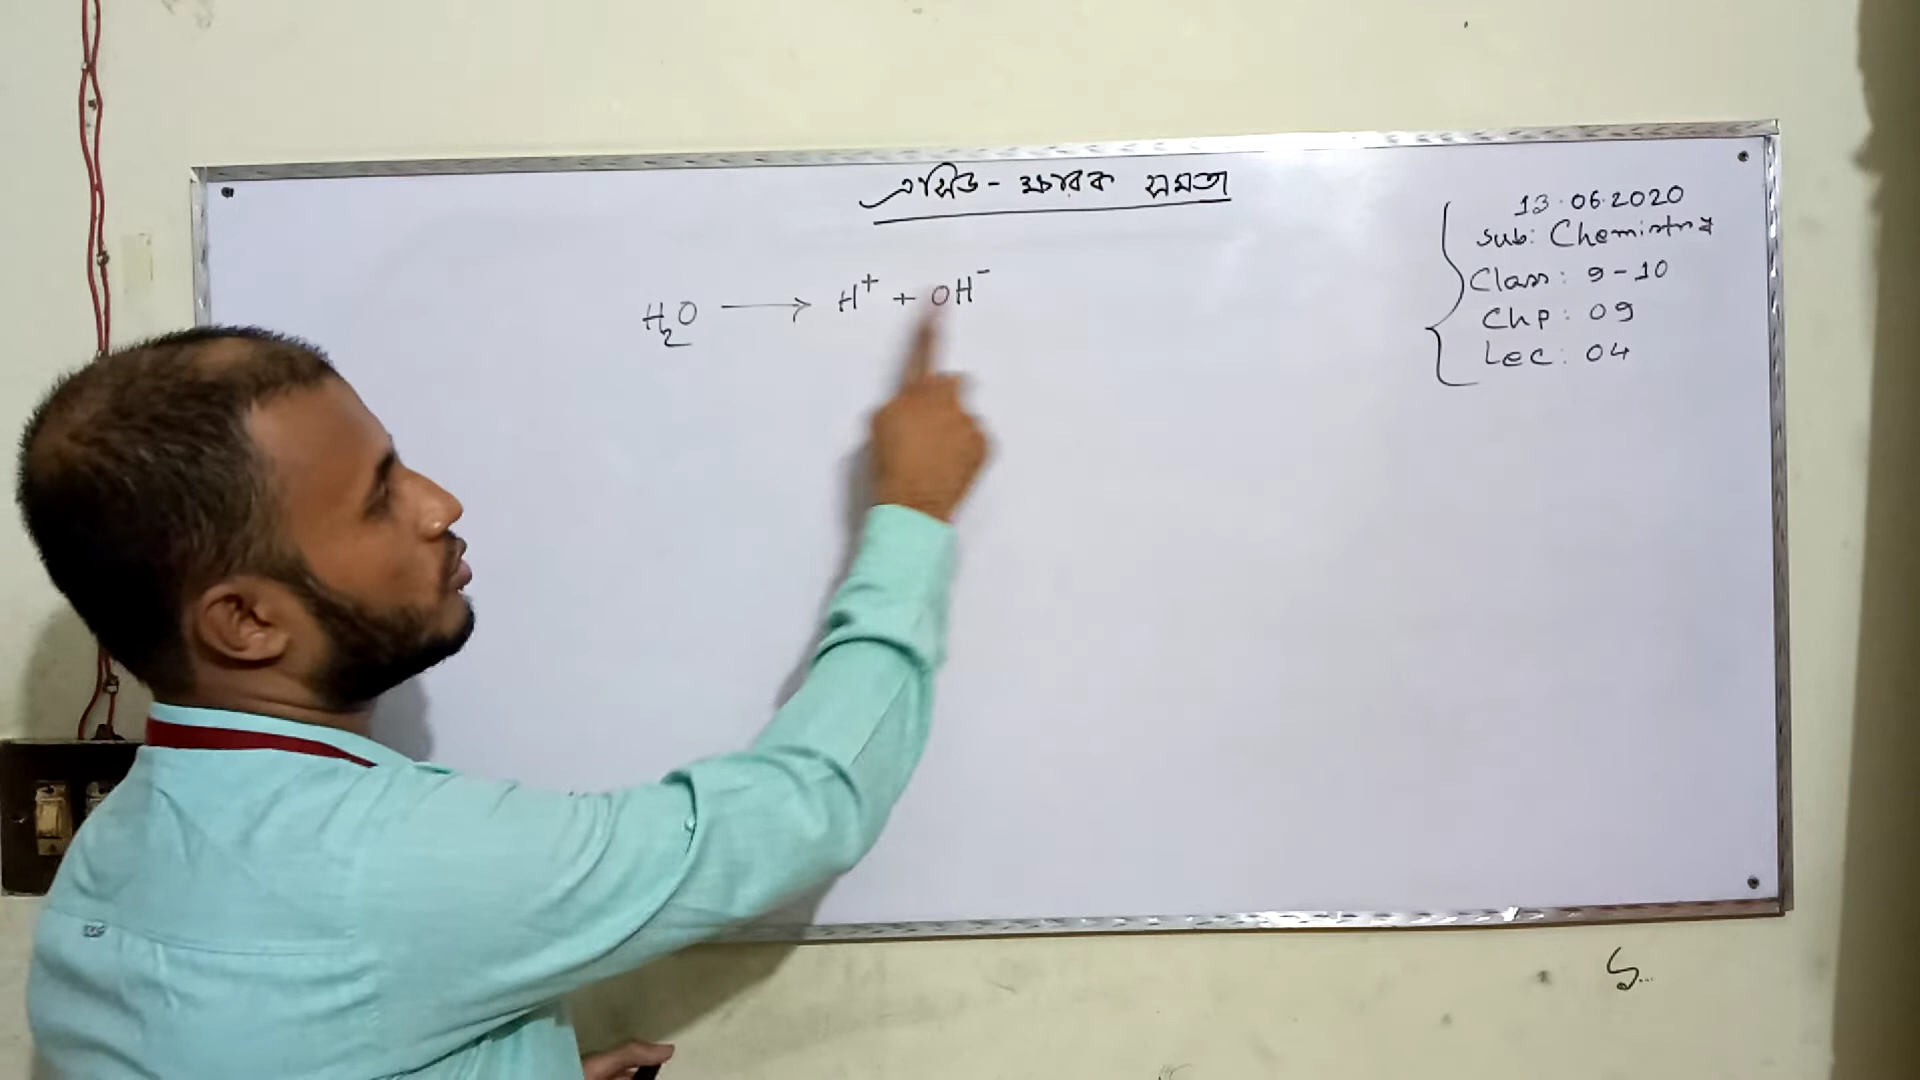 এসিড - ক্ষারক সমতা
H₂O ⟶ H⁺ + OH⁻
13.06.2020
Sub: Chemistry
Class: 9-10
Chp: 09
Lec: 04
S...